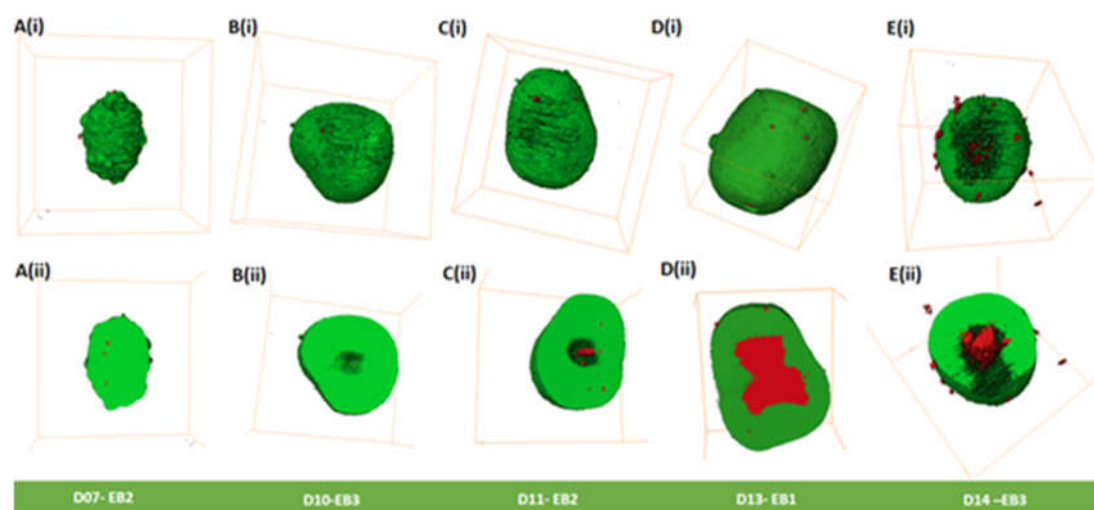 A(i)
B(i)
C(i)
D(i)
E(i)
A(ii)
B(ii)
C(ii)
D(ii)
E(ii)
D07- EB2
D10-EB3
D11- EB2
D13- EB1
D14 –EB3